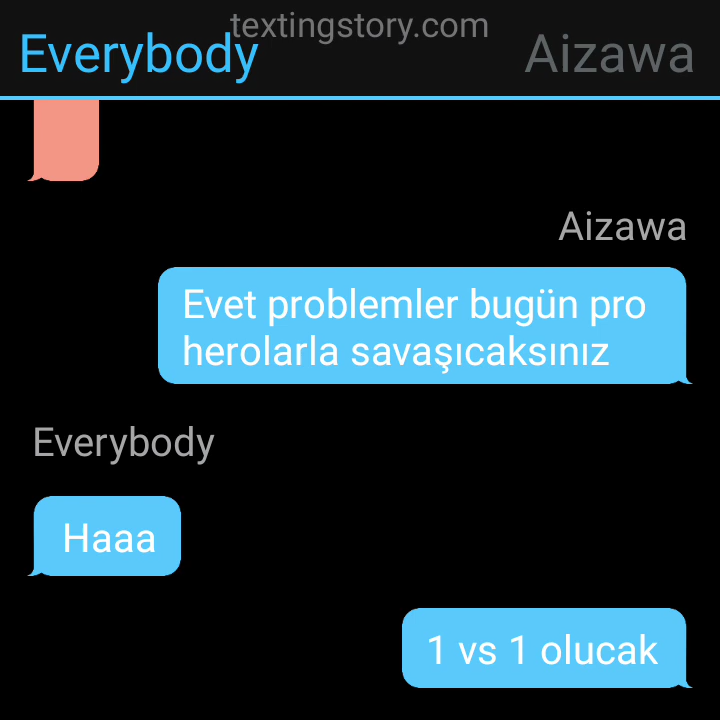 textingstory.com
Everybody
Aizawa
Aizawa
Evet problemler bugün pro
herolarla savaşıcaksınız
Everybody
Haaa
1 vs 1 olucak